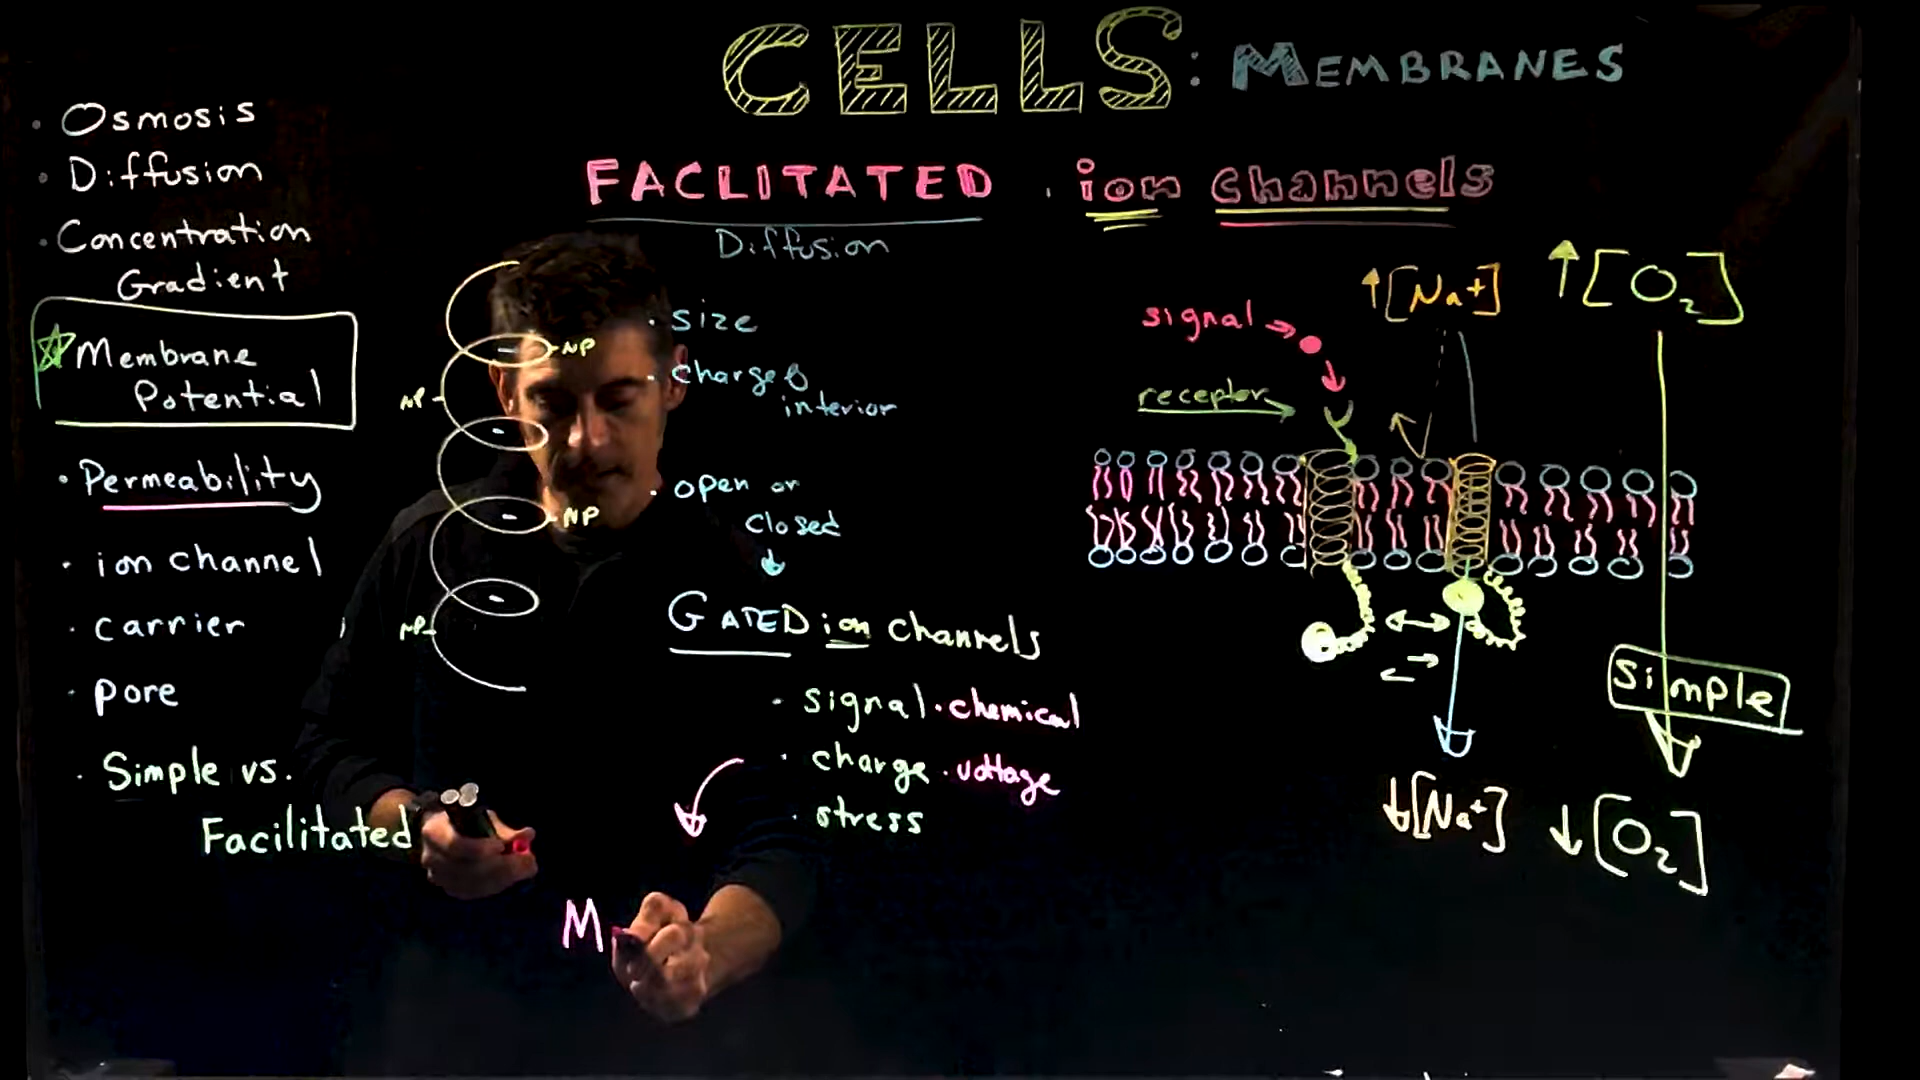 CELLS: MEMBRANES
• Osmosis
• Diffusion
• Concentration
Gradient
Membrane
Potential
• Permeability
• ion channel
• carrier
• pore
• Simple vs.
Facilitated
FACLITATED • ion channels
Diffusion
NP
NP
NP
NP
• size
• charge
interior
• open or
closed
GATED ion channels
• signal • chemical
• charge • voltage
• stress
M
signal
receptor
↑[Na+]
↑[O2]
simple
↓[Na+]
↓[O2]